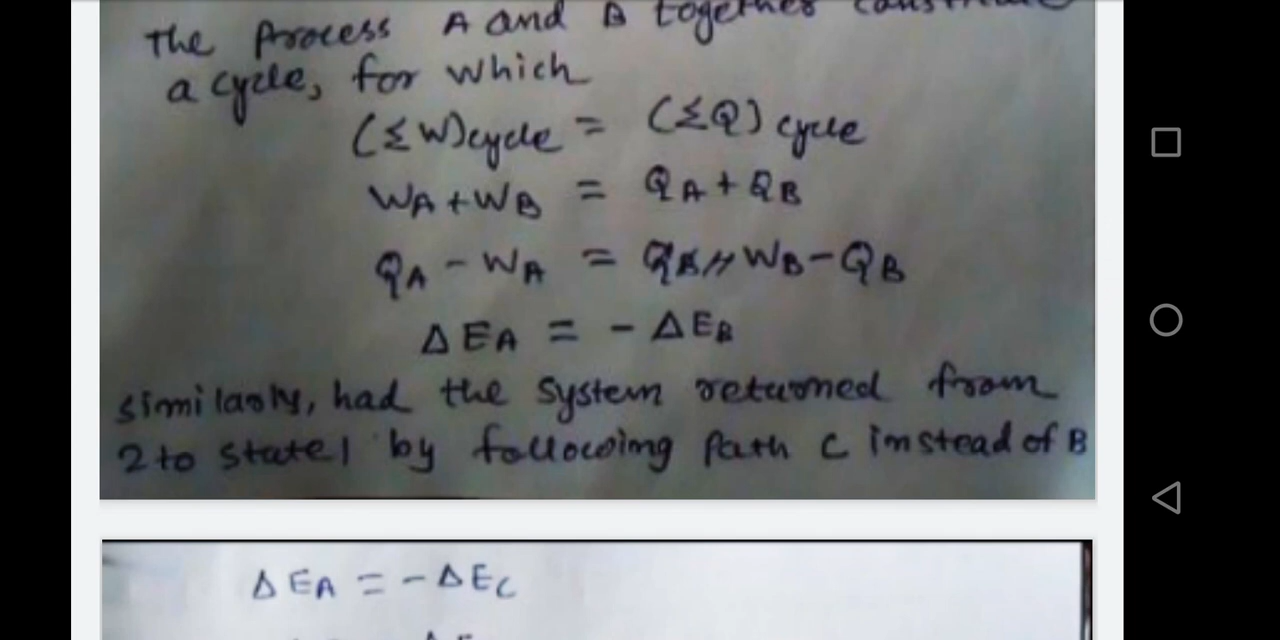 The Process A and B together
a cycle, for which
(ΣW)cycle = (ΣQ) cycle
WA + WB = QA + QB
QA - WA = WB - QB
ΔEA = - ΔEB
similarly, had the system returned from
2 to state 1 by following Path C instead of B
ΔEA = - ΔEC